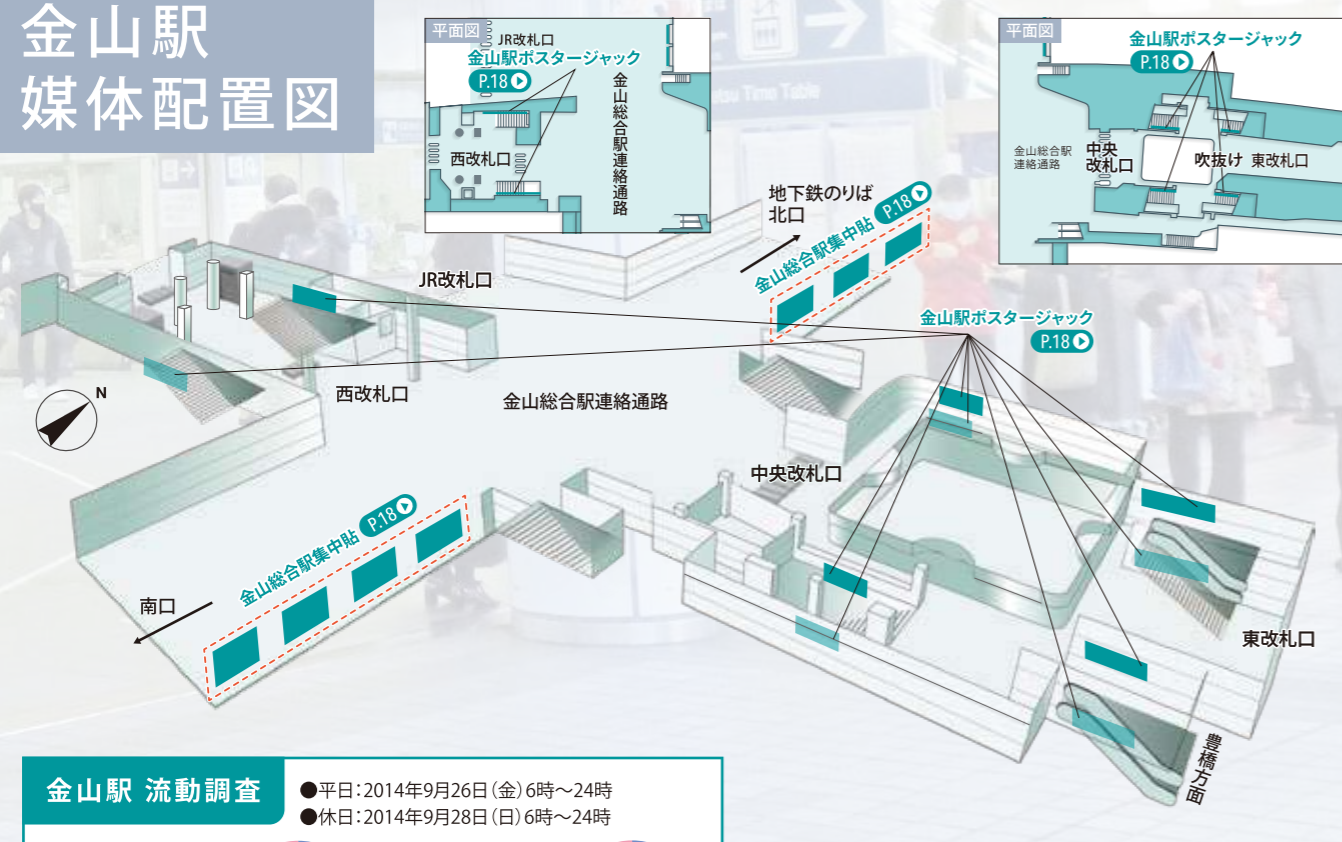 金山駅
媒体配置図
平面図
JR改札口
金山駅ポスタージャック
P.18
西改札口
金山総合駅連絡通路
平面図
金山駅ポスタージャック
P.18
金山総合駅
連絡通路
中央
改札口
吹抜け
東改札口
地下鉄のりば
北口
金山総合駅集中貼 P.18
JR改札口
金山駅ポスタージャック
P.18
N
西改札口
金山総合駅連絡通路
中央改札口
金山総合駅集中貼 P.18
南口
東改札口
豊橋方面
金山駅 流動調査
●平日:2014年9月26日(金)6時~24時
●休日:2014年9月28日(日)6時~24時